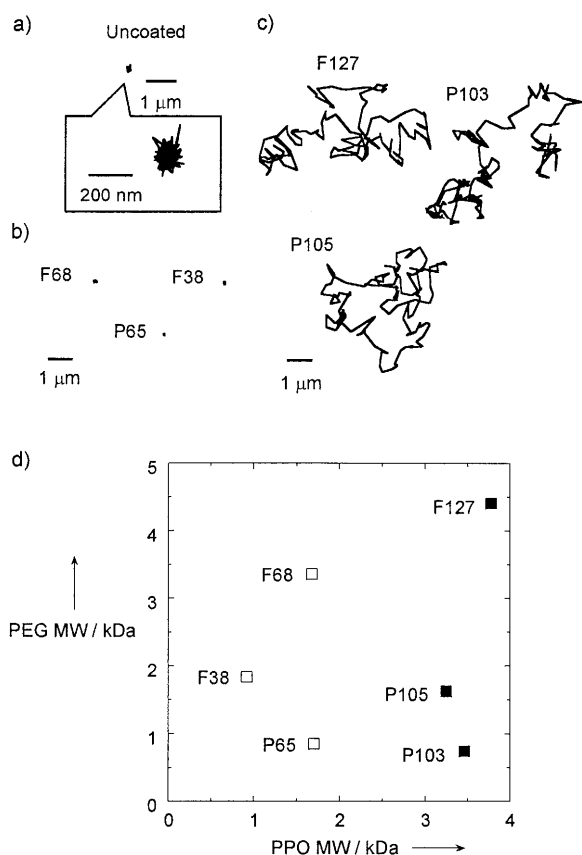 a)
Uncoated
1 μm
200 nm
b)
F68
F38
P65
1 μm
c)
F127
P103
P105
1 μm
d)
5
4
3
2
1
0
PEG MW / kDa
F127
F68
F38
P105
P65
P103
0 1 2 3 4
PPO MW / kDa